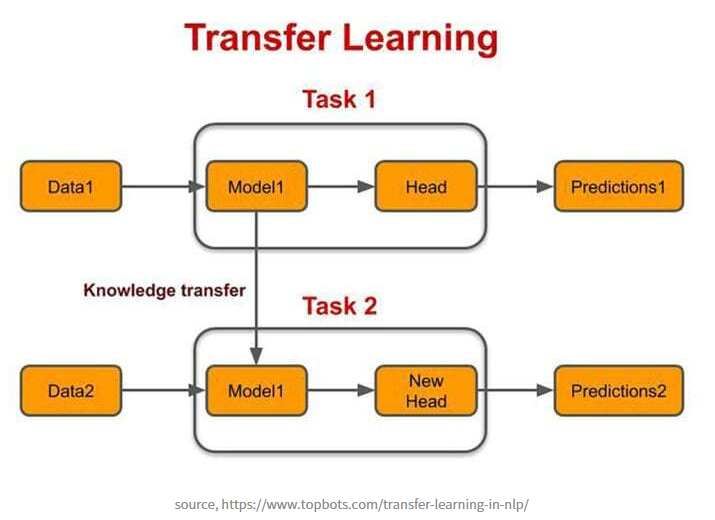 Transfer Learning
Task 1
Data1
Model1
Head
Predictions1
Knowledge transfer
Task 2
Data2
Model1
New
Head
Predictions2
source, https://www.topbots.com/transfer-learning-in-nlp/